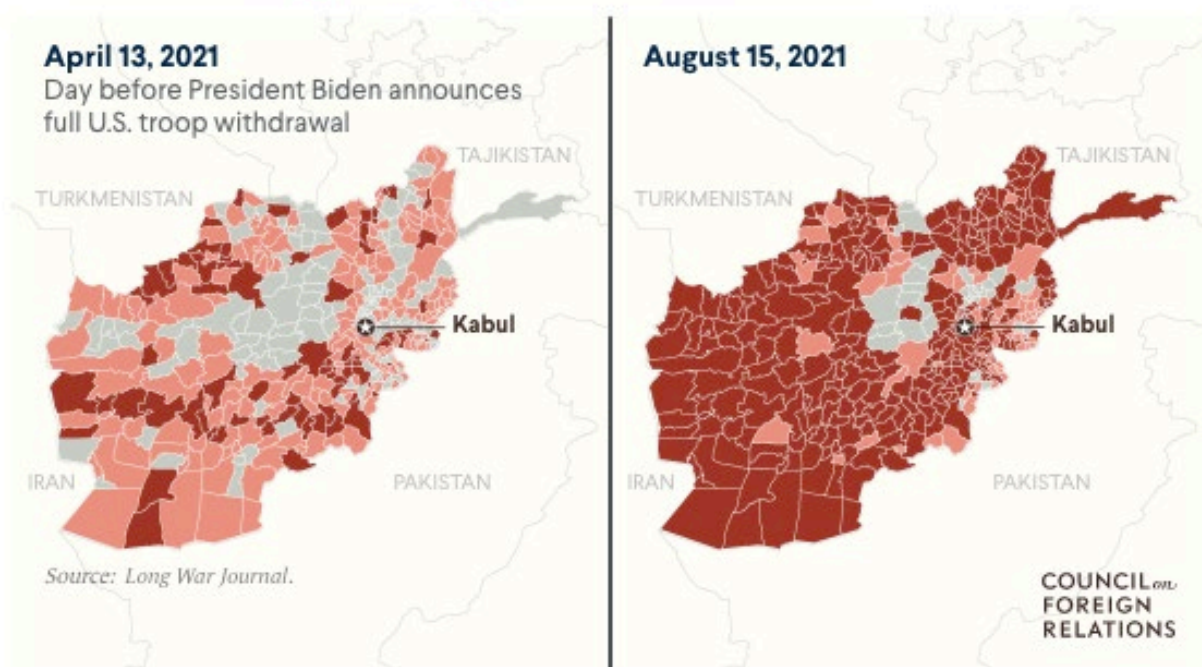 April 13, 2021
Day before President Biden announces
full U.S. troop withdrawal
TAJIKISTAN
TURKMENISTAN
Kabul
IRAN
PAKISTAN
Source: Long War Journal.
August 15, 2021
TAJIKISTAN
TURKMENISTAN
Kabul
IRAN
PAKISTAN
COUNCIL on
FOREIGN
RELATIONS